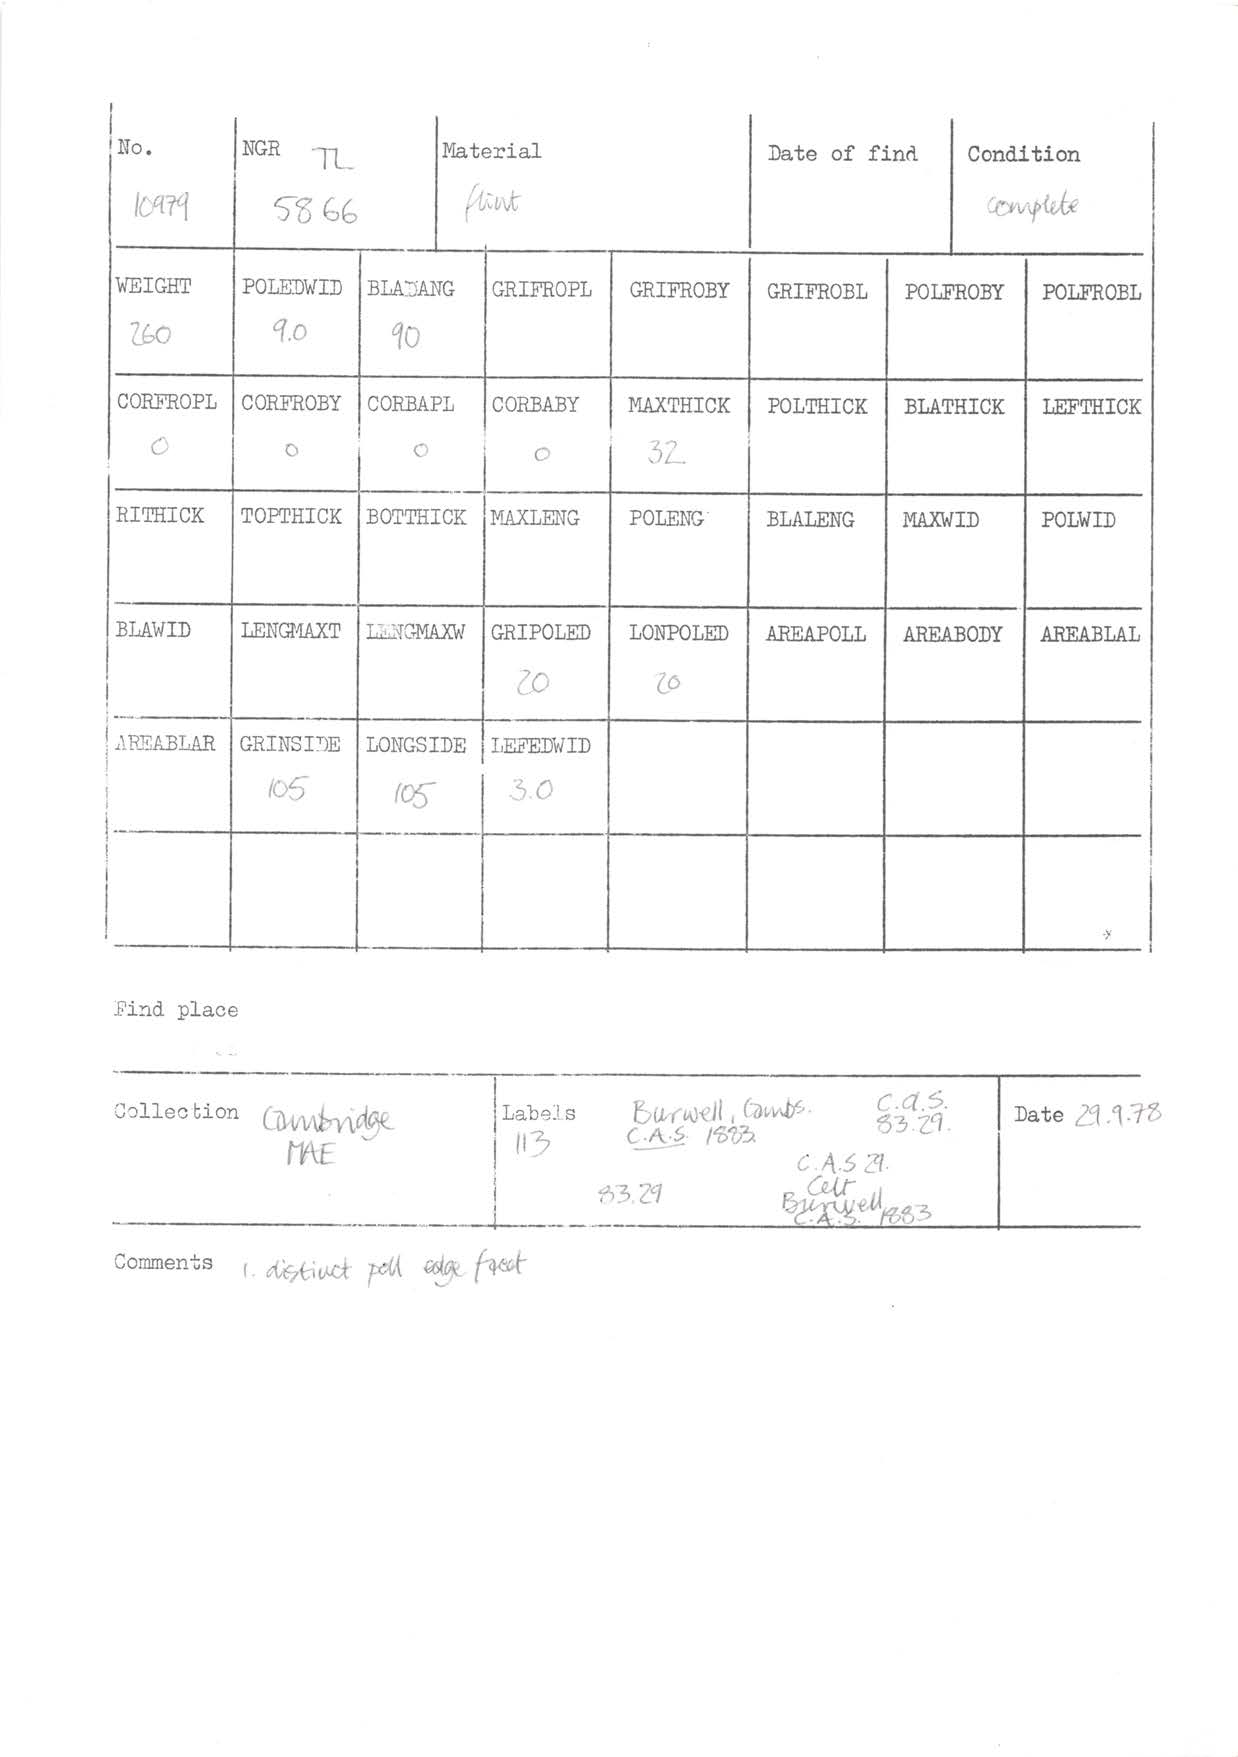 No. NGR TL Material Date of find Condition
10979 5866 flint complete
WEIGHT POLEDWID BLADANG GRIFROPL GRIFROBY GRIFROBL POLFROBY POLFROBL
260 9.0 90
CORFROPL CORFROBY CORBAPL CORBABY MAXTHICK POLTHICK BLATHICK LEFTHICK
0 0 0 0 32
RITHICK TOPTHICK BOTTHICK MAXLENG POLENG BLALENG MAXWID POLWID
BLAWID LENGMAXT LENGMAXW GRIPOLED LONPOLED AREAPOLL AREABODY AREABLAL
20 20
AREABLAR GRINSIDE LONGSIDE LEFEDWID
105 105 3.0
Find place
Collection Cambridge
MAE
Labels
113
Burwell, Cambs.
C.A.S. 1883
83.29
C.A.S.
83.29.
C.A.S 29.
Celt
Burwell
C.A.S. 1883
Date 29.9.78
Comments 1. distinct poll edge facet